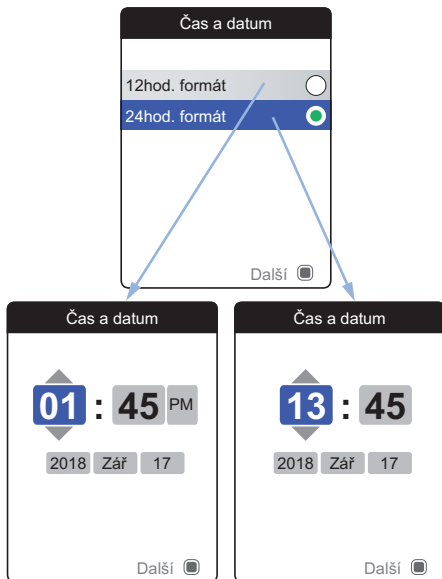 Čas a datum
12hod. formát
24hod. formát
Další
Čas a datum
01 : 45 PM
2018 Zář 17
Další
Čas a datum
13 : 45
2018 Zář 17
Další